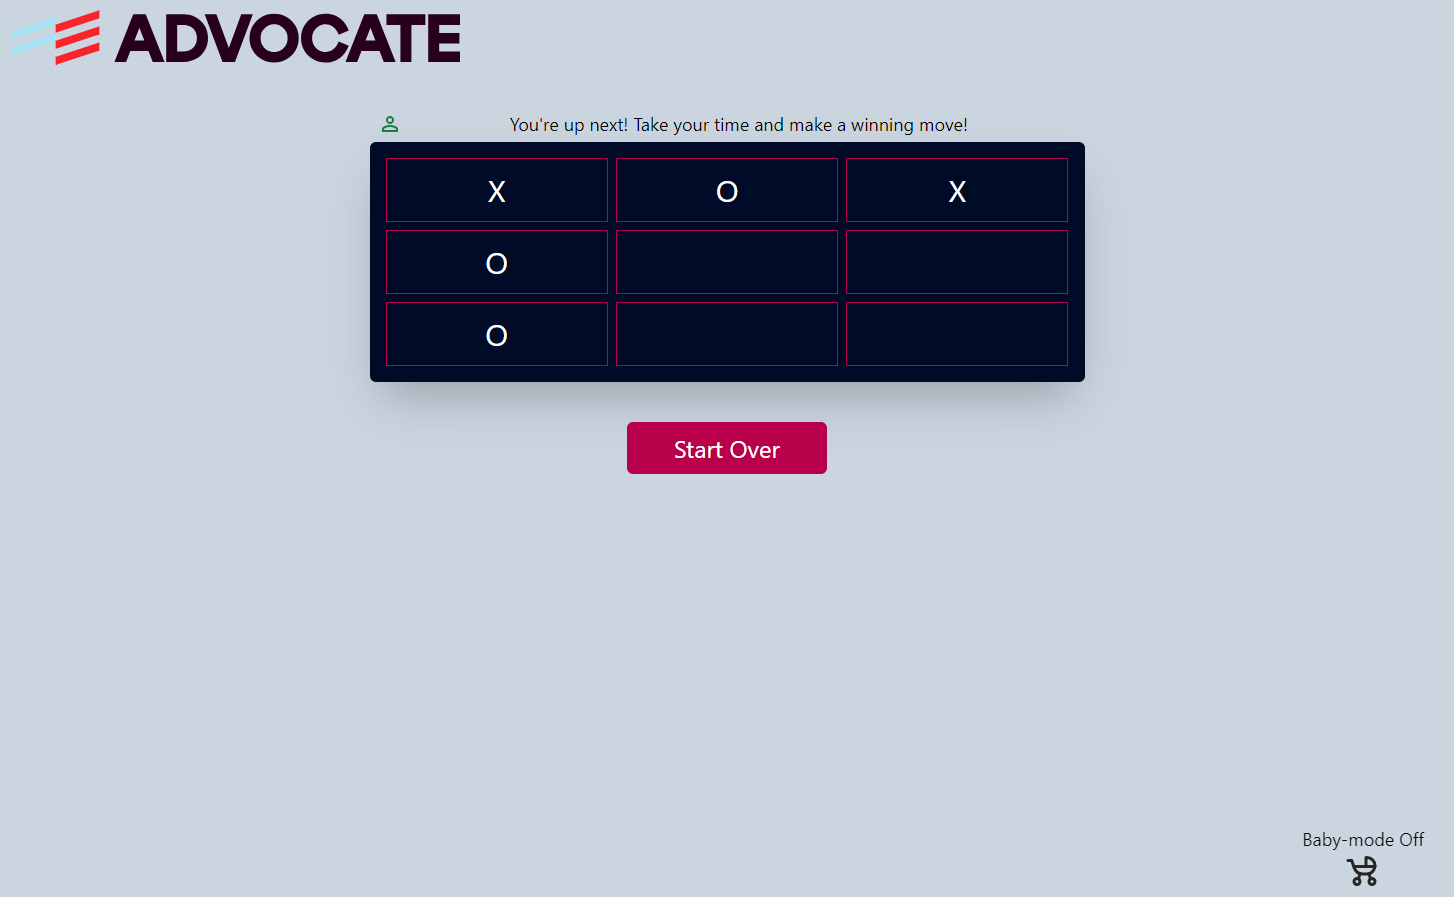 ADVOCATE
You're up next! Take your time and make a winning move!
X O X
O
O
Start Over
Baby-mode Off